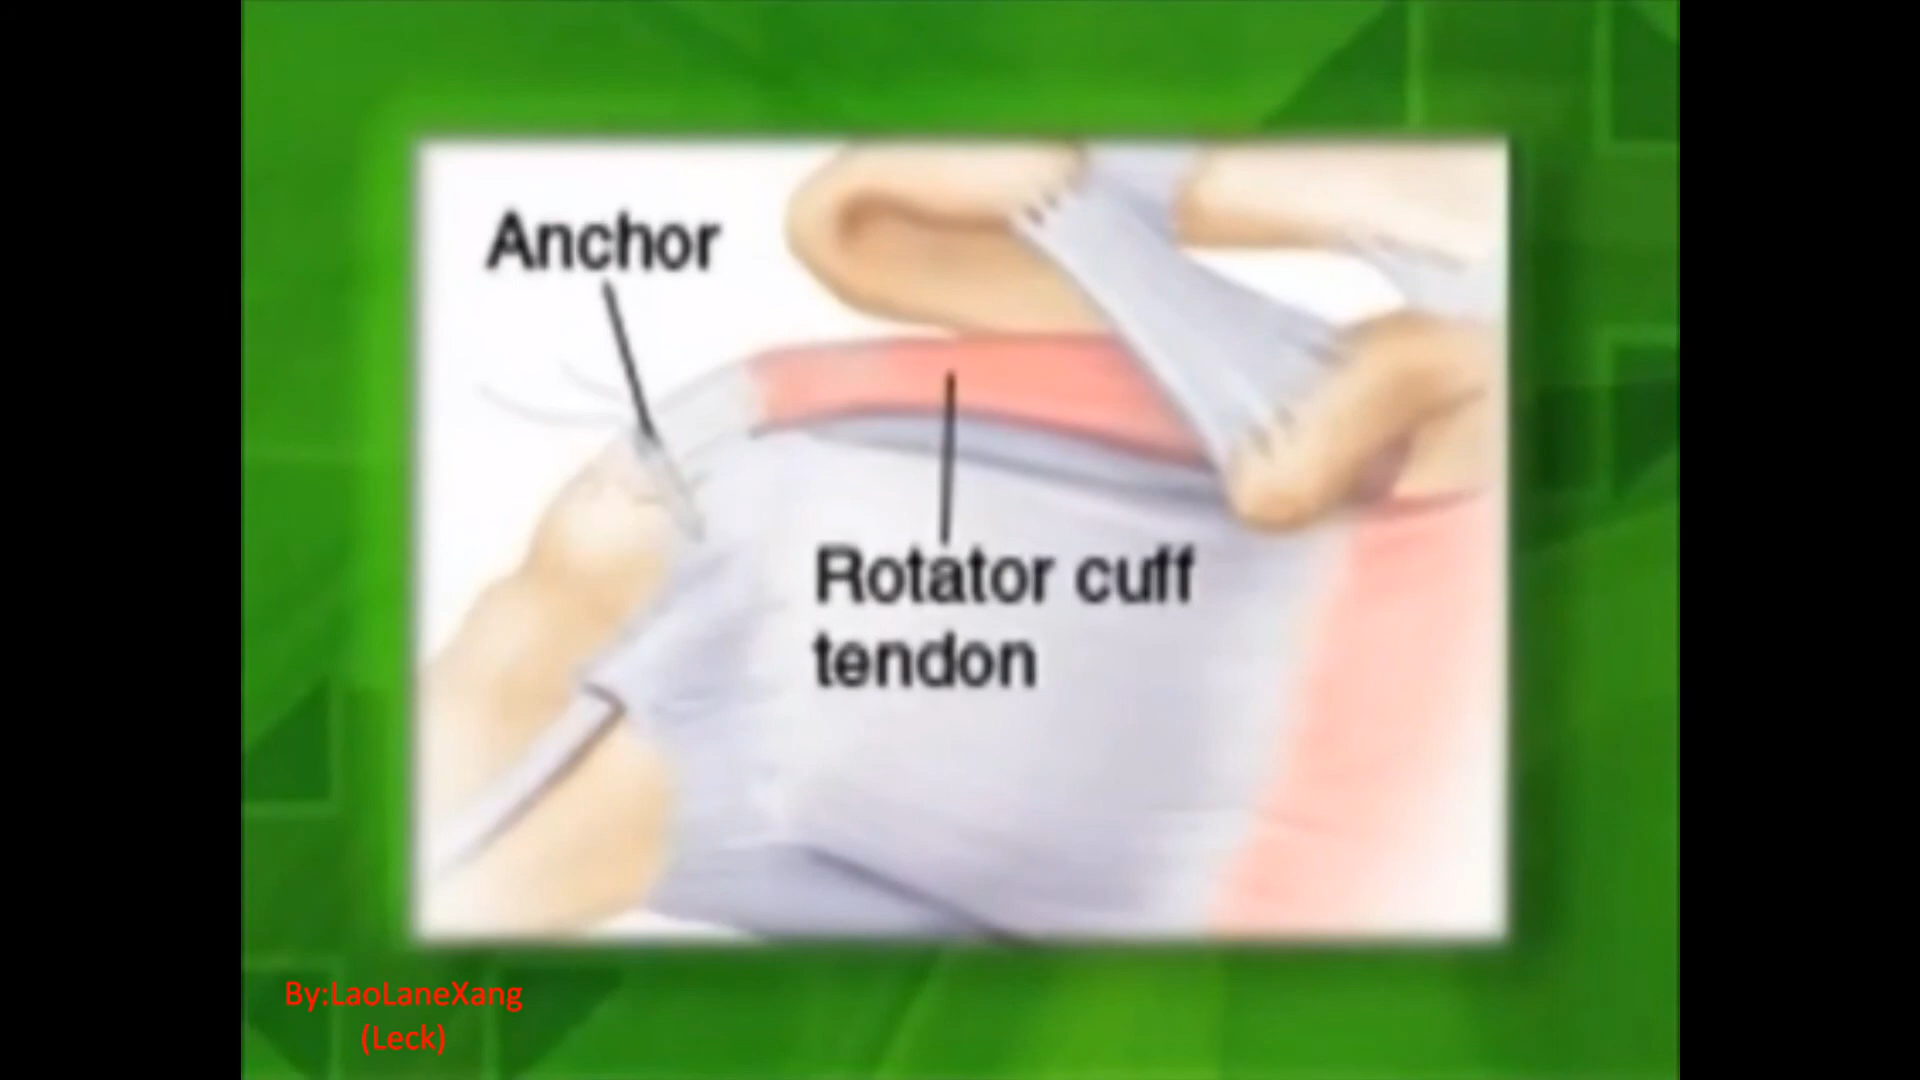 Anchor
Rotator cuff
tendon
By:LaoLaneXang
(Leck)